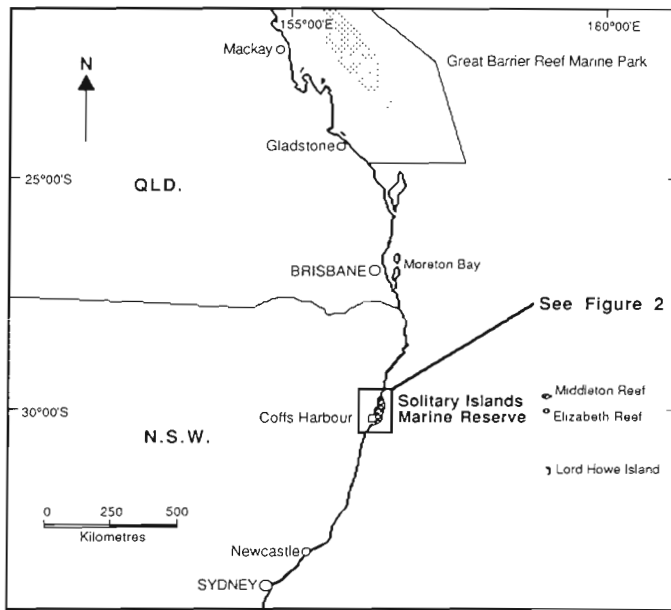 155°00'E
160°00'E
Mackay
N
Great Barrier Reef Marine Park
Gladstone
25°00'S
QLD.
BRISBANE
Moreton Bay
See Figure 2
Solitary Islands
Marine Reserve
Middleton Reef
Elizabeth Reef
30°00'S
Coffs Harbour
N.S.W.
Lord Howe Island
0 250 500
Kilometres
Newcastle
SYDNEY